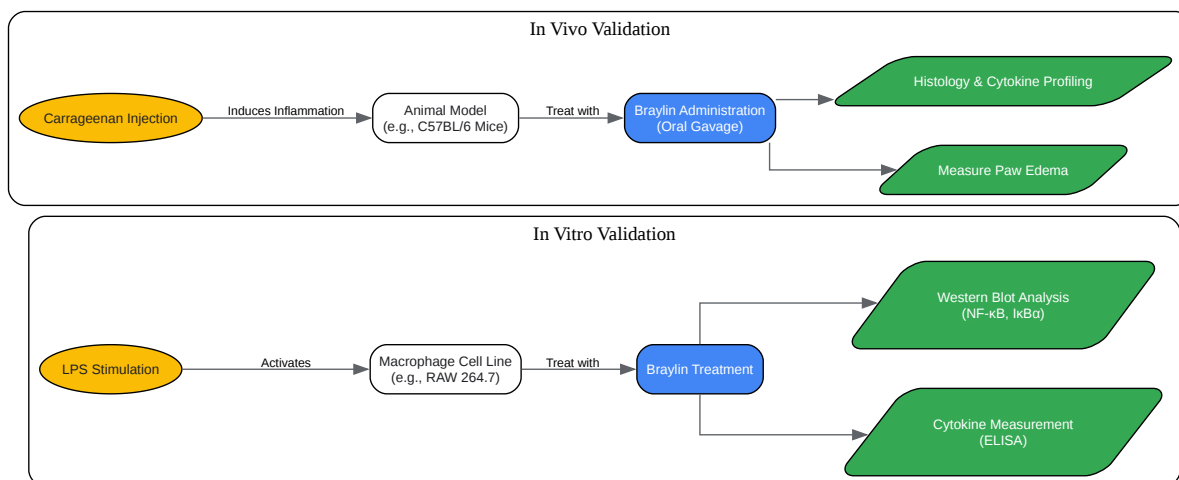 In Vivo Validation
Carrageenan Injection
Induces Inflammation
Animal Model
(e.g., C57BL/6 Mice)
Treat with
Braylin Administration
(Oral Gavage)
Histology & Cytokine Profiling
Measure Paw Edema
In Vitro Validation
LPS Stimulation
Activates
Macrophage Cell Line
(e.g., RAW 264.7)
Treat with
Braylin Treatment
Western Blot Analysis
(NF-κB, IκBα)
Cytokine Measurement
(ELISA)